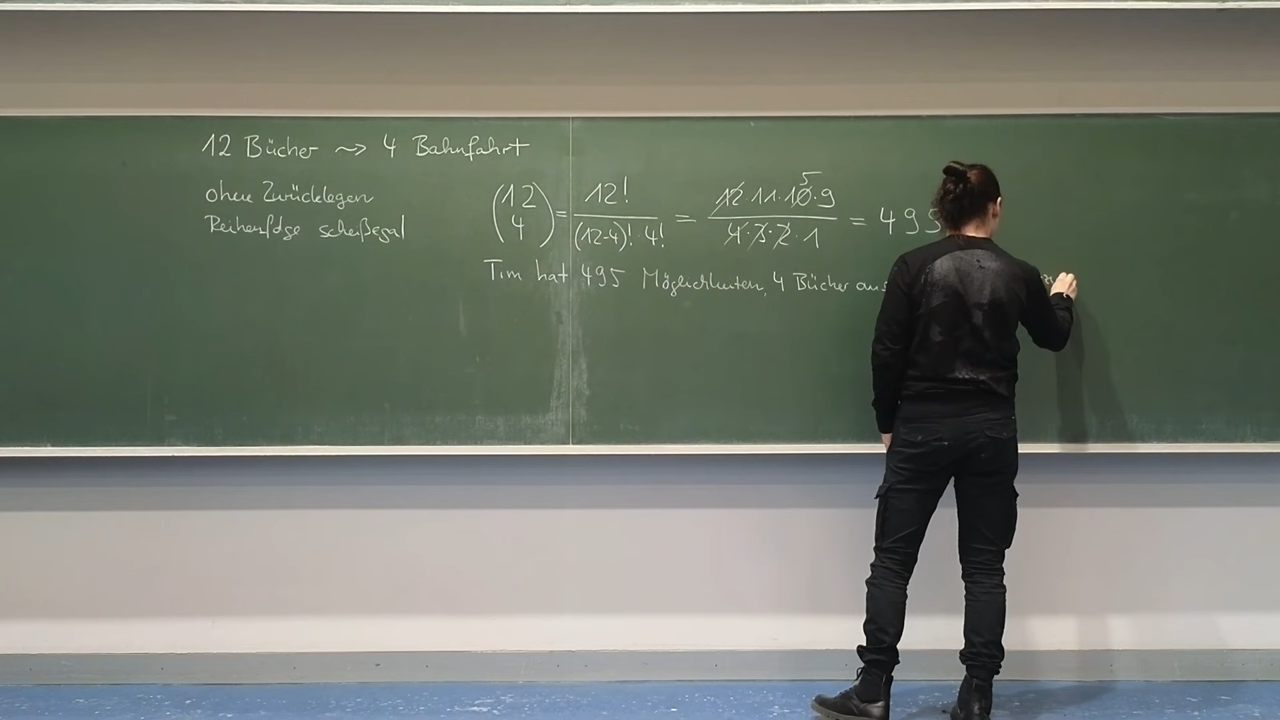 12 Bücher ⇝ 4 Bahnfahrt
ohne Zurücklegen
Reihenfolge scheißegal
(12 4) = 12! / (12-4)! · 4! = 12·11·10·9 / 4·3·2·1 = 495
5
Tim hat 495 Möglichkeiten, 4 Bücher aus